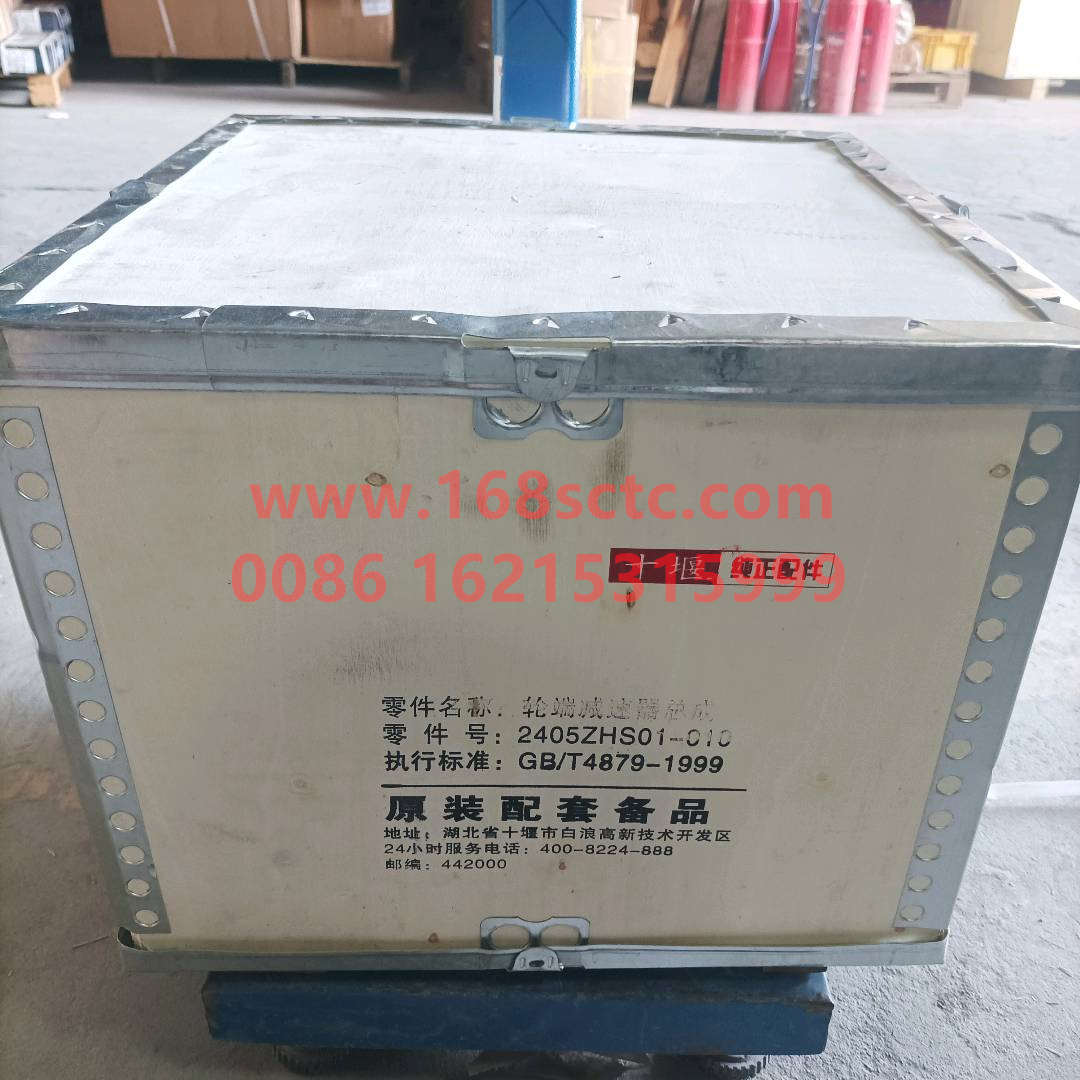 www.168sctc.com
0086 16215315999
十堰 纯正配件
零件名称：轮端减速器总成
零 件 号：2405ZHS01-010
执行标准：GB/T4879-1999
原装配套备品
地址：湖北省十堰市白浪高新技术开发区
24小时服务电话：400-8224-888
邮编：442000